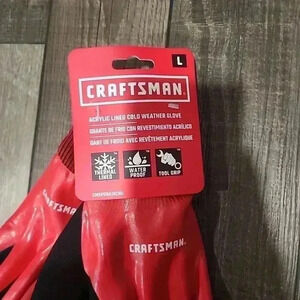 L
CRAFTSMAN
ACRYLIC LINED COLD WEATHER GLOVE
GUANTE DE FRIO CON REVESTIMIENTO ACRÍLICO
GANT DE FROID AVEC REVÊTEMENT ACRYLIQUE
THERMAL LINED
WATER PROOF
TOOL GRIP
CRAFTSMAN